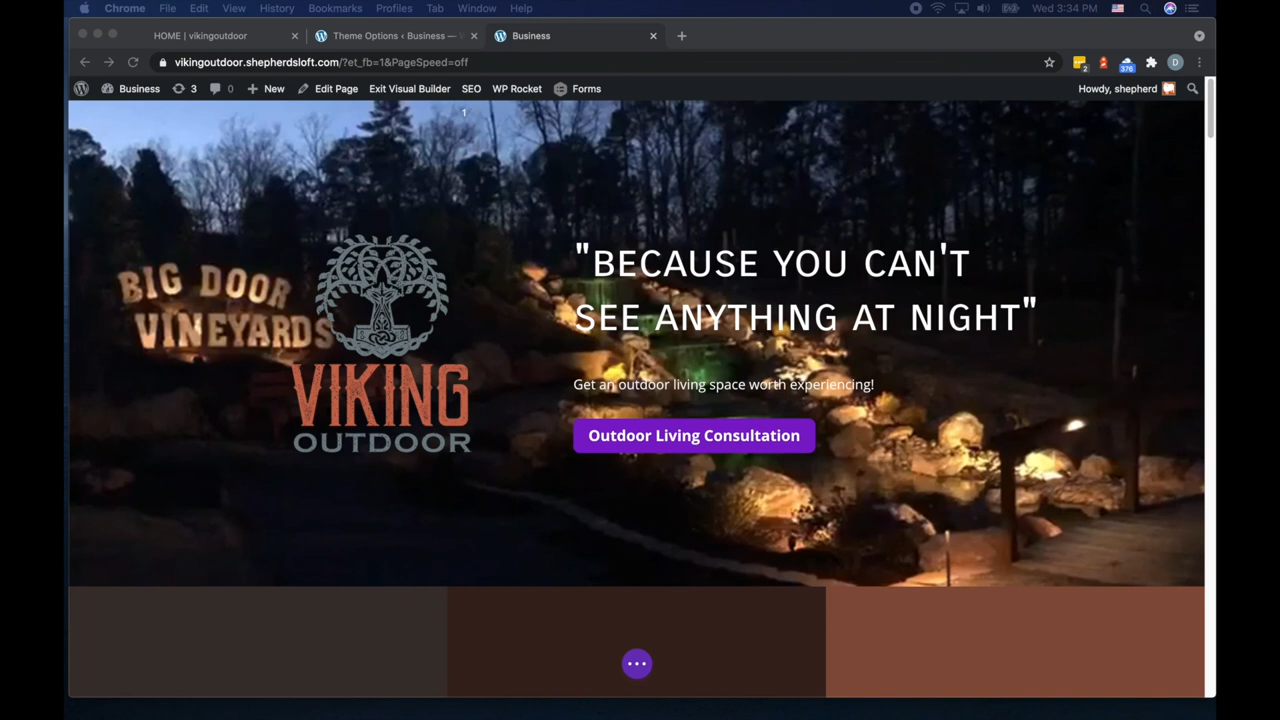 Chrome File Edit View History Bookmarks Profiles Tab Window Help Wed 3:34 PM
HOME | vikingoutdoor Theme Options ‹ Business — Business
vikingoutdoor.shepherdsloft.com/?et_fb=1&PageSpeed=off 2 376 D
Business 3 0 New Edit Page Exit Visual Builder SEO WP Rocket Forms Howdy, shepherd
1
BIG DOOR
VINEYARDS
VIKING
OUTDOOR
"BECAUSE YOU CAN'T
SEE ANYTHING AT NIGHT"
Get an outdoor living space worth experiencing!
Outdoor Living Consultation